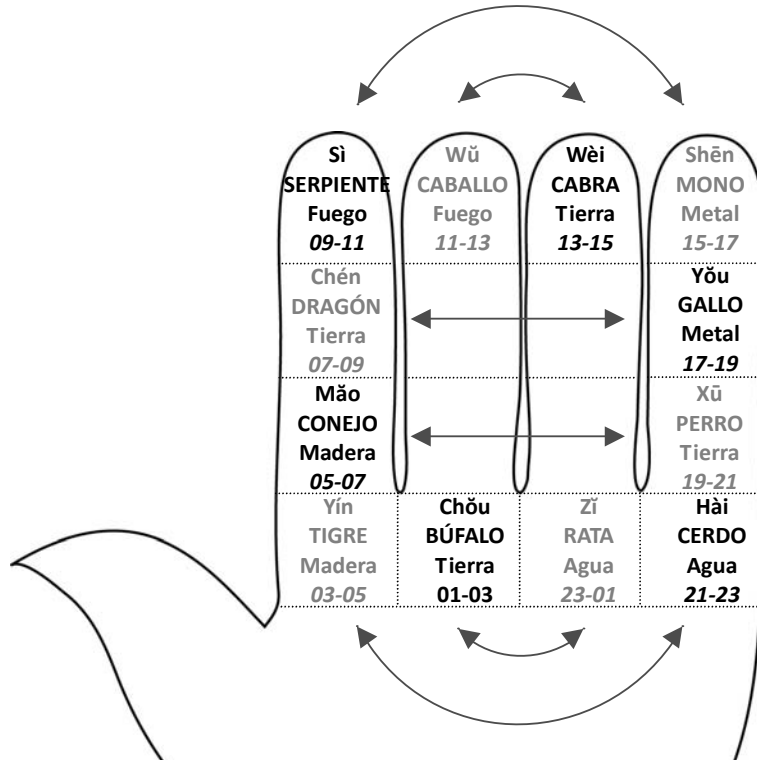 Sì
SERPIENTE
Fuego
09-11
Wŭ
CABALLO
Fuego
11-13
Wèi
CABRA
Tierra
13-15
Shēn
MONO
Metal
15-17
Chén
DRAGÓN
Tierra
07-09
Yŏu
GALLO
Metal
17-19
Măo
CONEJO
Madera
05-07
Xū
PERRO
Tierra
19-21
Yín
TIGRE
Madera
03-05
Chŏu
BÚFALO
Tierra
01-03
Zĭ
RATA
Agua
23-01
Hài
CERDO
Agua
21-23